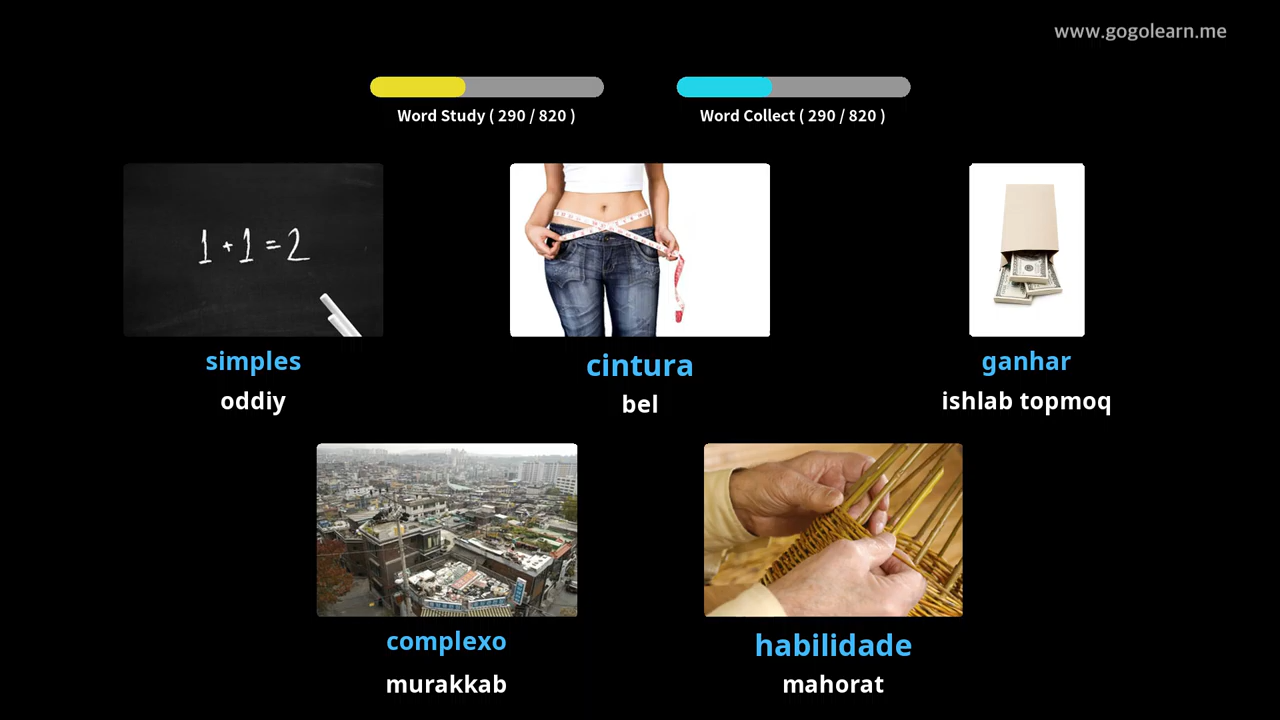 www.gogolearn.me
Word Study ( 290 / 820 )
Word Collect ( 290 / 820 )
1 + 1 = 2
simples
oddiy
cintura
bel
ganhar
ishlab topmoq
complexo
murakkab
habilidade
mahorat